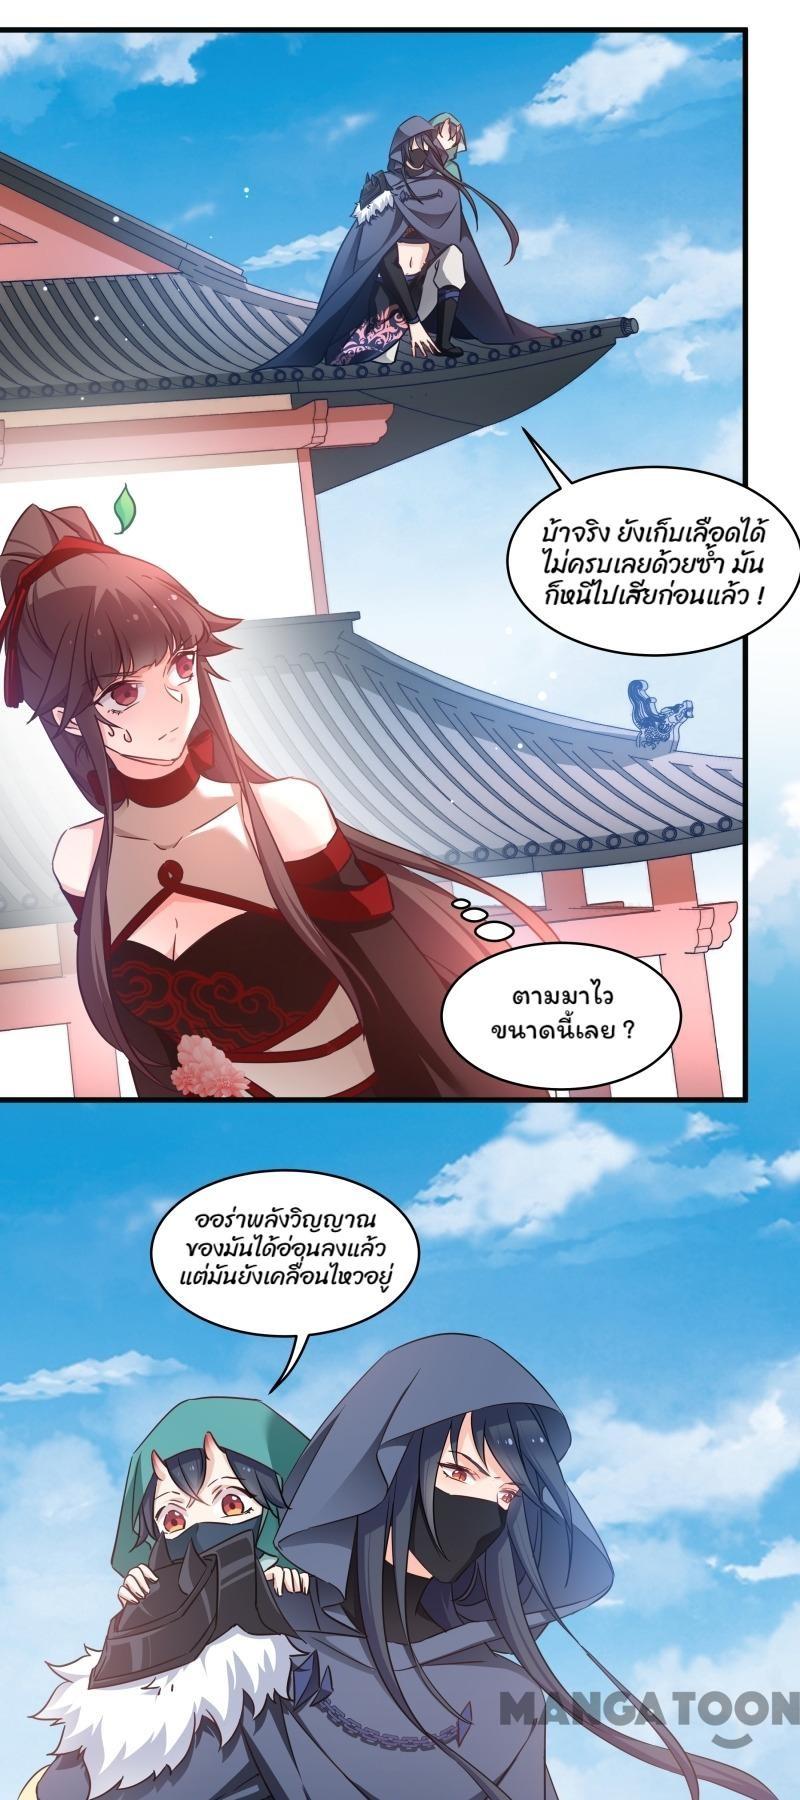 บ้าจริง ยังเก็บเลือดได้
ไม่ครบเลยด้วยซ้ำ มัน
ก็หนีไปเสียก่อนแล้ว !
ตามมาไว
ขนาดนี้เลย ?
ออร่าพลังวิญญาณ
ของมันได้อ่อนลงแล้ว
แต่มันยังเคลื่อนไหวอยู่
MANGATOON